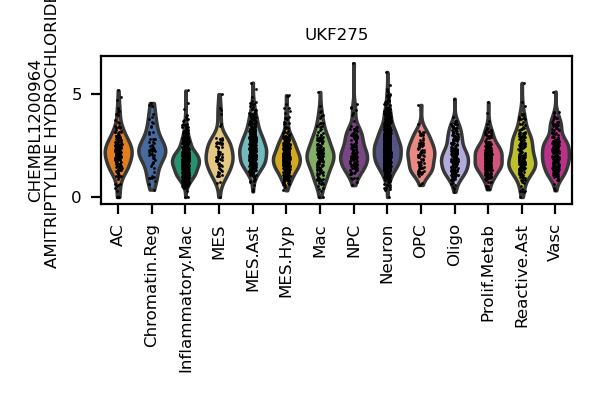 UKF275
CHEMBL1200964
AMITRIPTYLINE HYDROCHLORIDE
5
0
AC
Chromatin.Reg
Inflammatory.Mac
MES
MES.Ast
MES.Hyp
Mac
NPC
Neuron
OPC
Oligo
Prolif.Metab
Reactive.Ast
Vasc